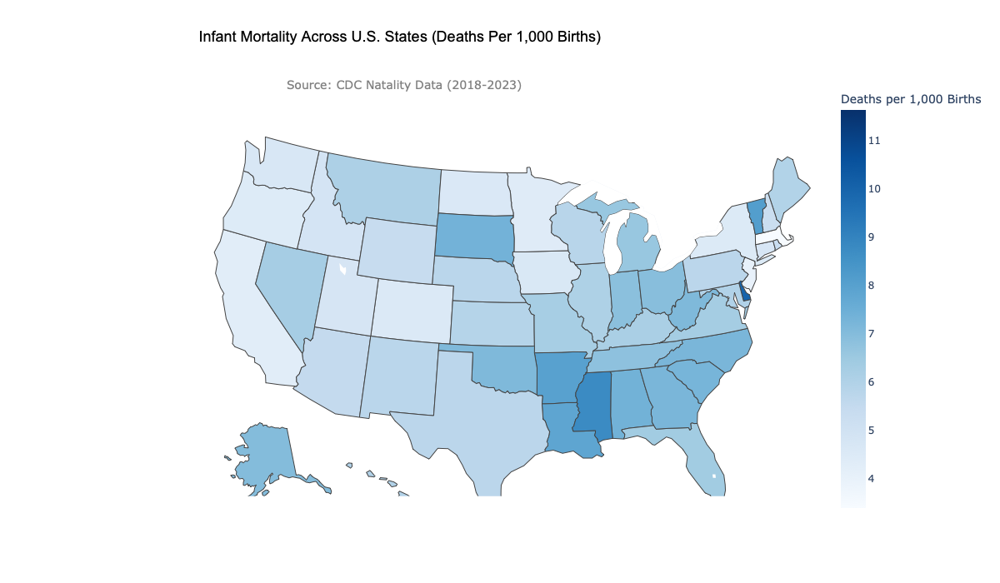 Infant Mortality Across U.S. States (Deaths Per 1,000 Births)
Source: CDC Natality Data (2018-2023)
Deaths per 1,000 Births
11
10
9
8
7
6
5
4